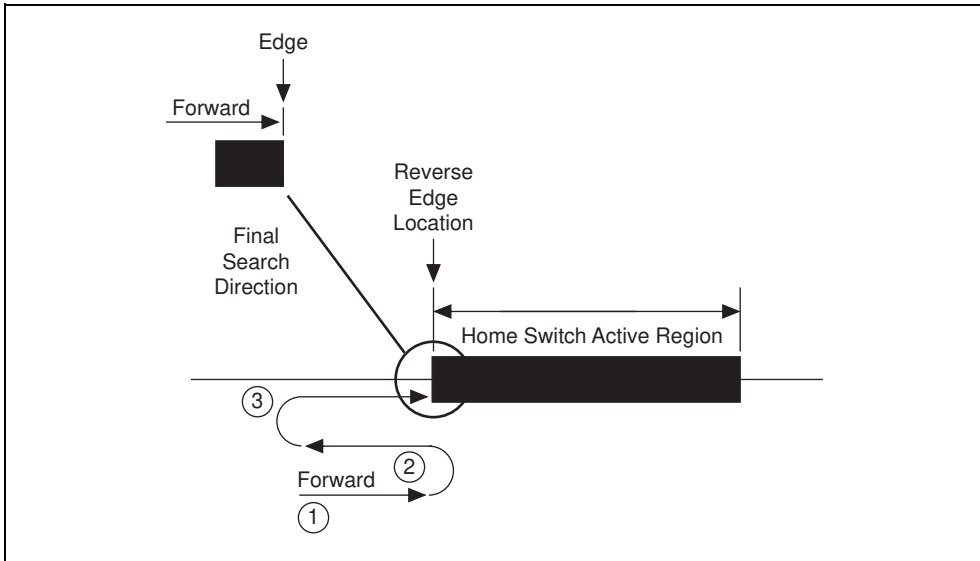 Edge
Forward
Reverse
Edge
Location
Final
Search
Direction
Home Switch Active Region
3
2
Forward
1